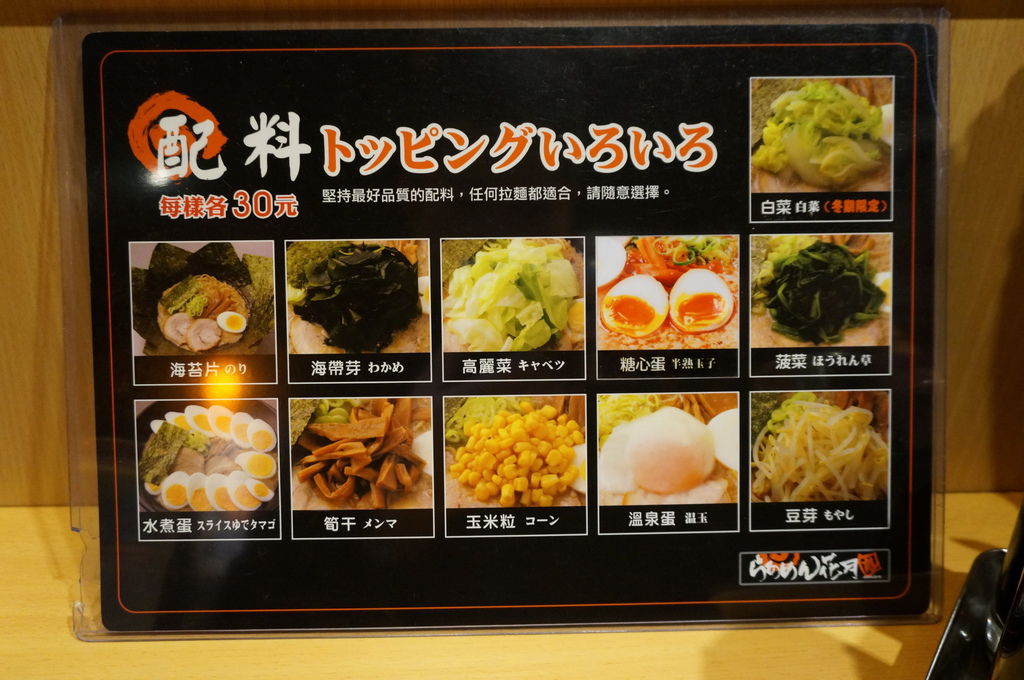 配料 トッピングいろいろ
每樣各30元
堅持最好品質的配料，任何拉麵都適合，請隨意選擇。
白菜 白菜（冬期限定）
海苔片 のり
海帶芽 わかめ
高麗菜 キャベツ
糖心蛋 半熟玉子
菠菜 ほうれん草
水煮蛋 スライスゆでタマゴ
筍干 メンマ
玉米粒 コーン
溫泉蛋 温玉
豆芽 もやし
らあめん花月嵐